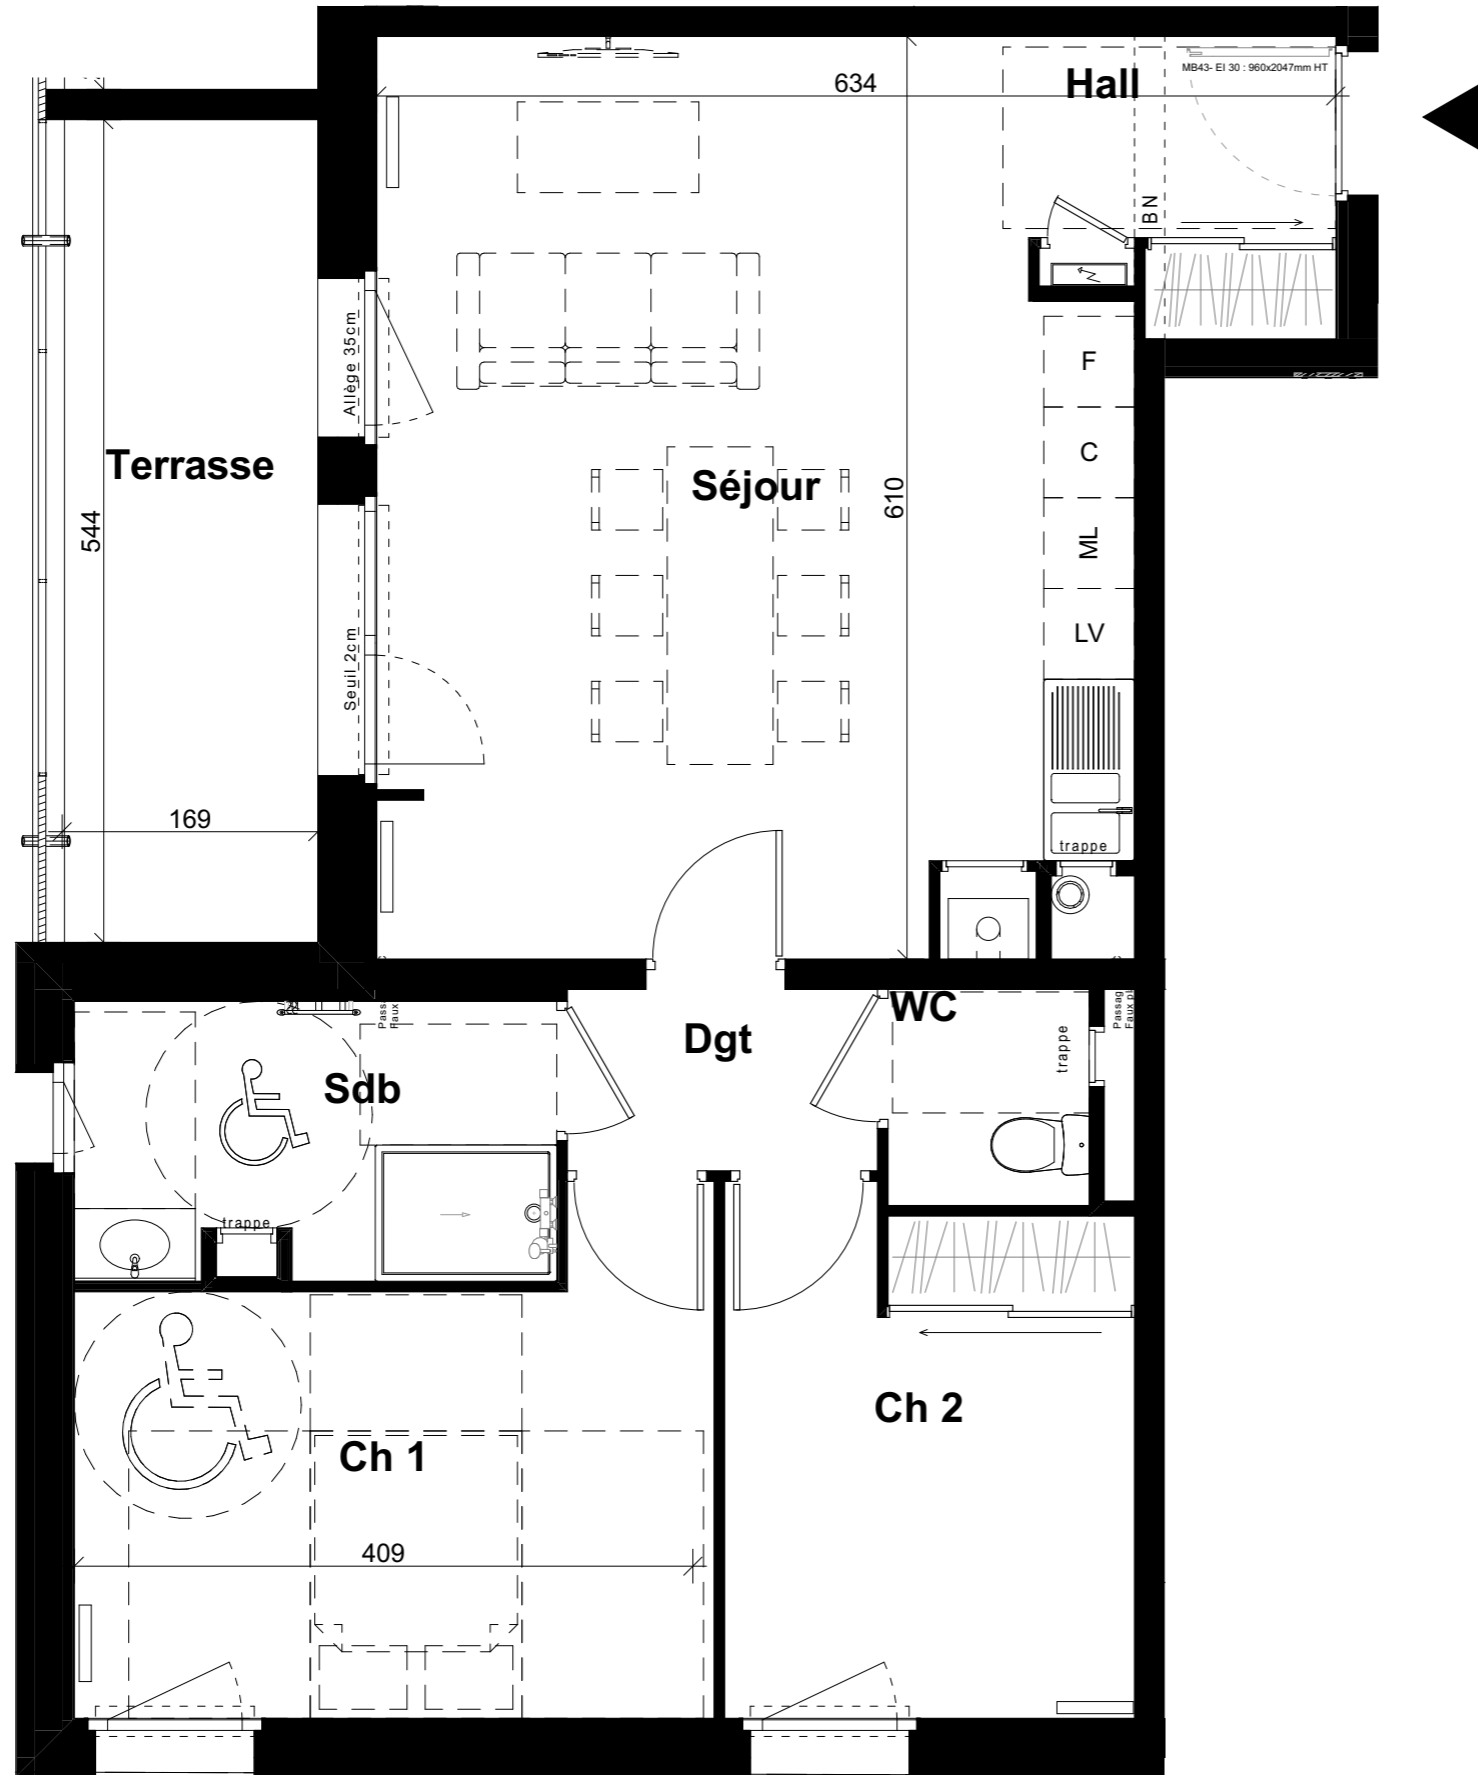 MB43- EI 30 : 960x2047mm HT
Hall
634
BN
Allège 35cm
F
C
ML
LV
Terrasse
Séjour
544
610
Seuil 2cm
169
trappe
WC
Dgt
Sdb
trappe
trappe
Ch 1
Ch 2
409